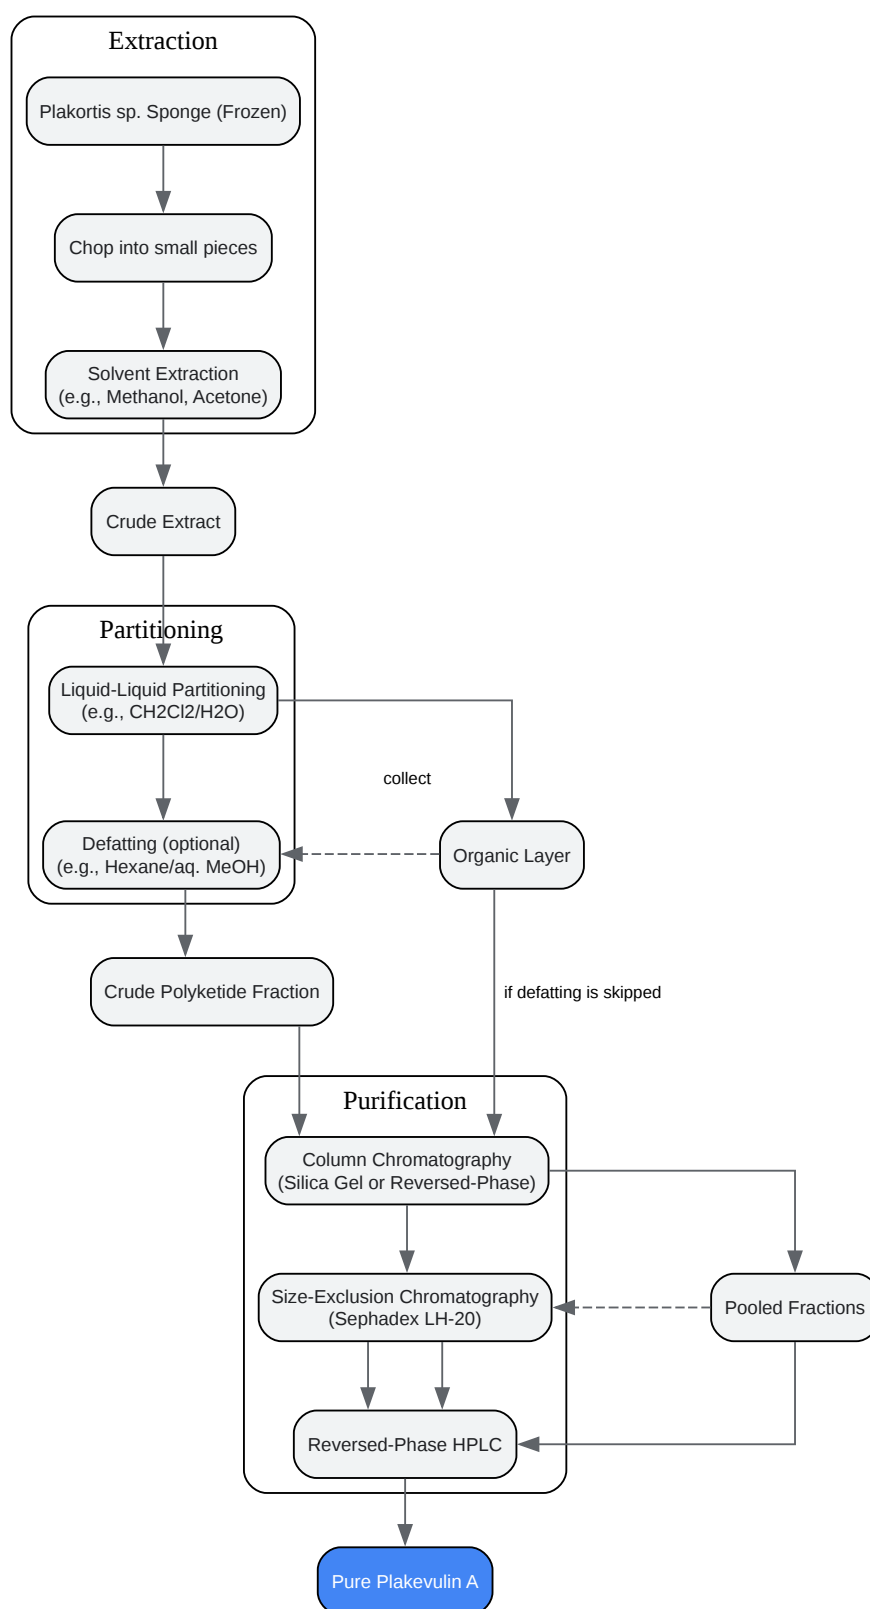 Extraction
Plakortis sp. Sponge (Frozen)
Chop into small pieces
Solvent Extraction
(e.g., Methanol, Acetone)
Crude Extract
Partitioning
Liquid-Liquid Partitioning
(e.g., CH2Cl2/H2O)
collect
Defatting (optional)
(e.g., Hexane/aq. MeOH)
Organic Layer
Crude Polyketide Fraction
if defatting is skipped
Purification
Column Chromatography
(Silica Gel or Reversed-Phase)
Size-Exclusion Chromatography
(Sephadex LH-20)
Pooled Fractions
Reversed-Phase HPLC
Pure Plakevulin A